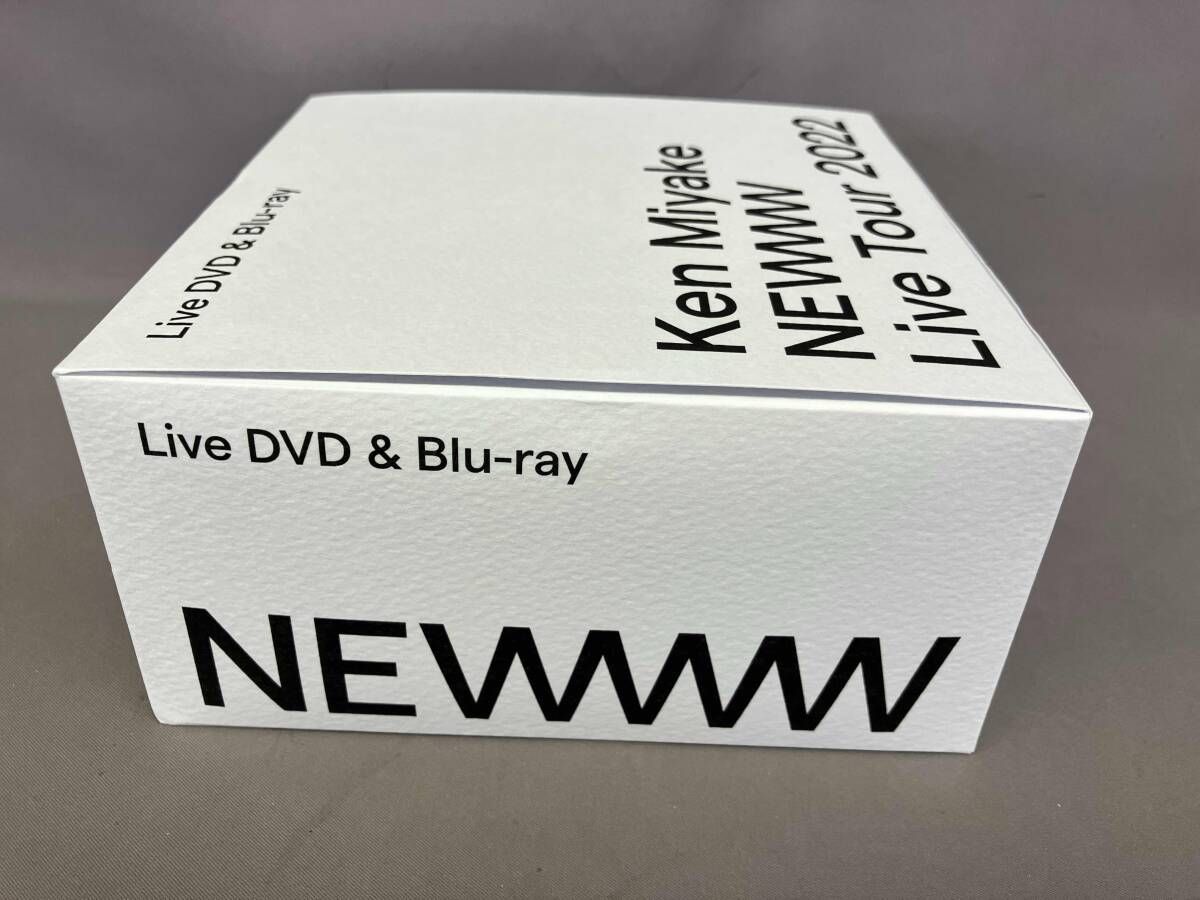 Live DVD & Blu-ray
Ken Miyake
NEWWW
Live Tour 2022
Live DVD & Blu-ray
NEWWW